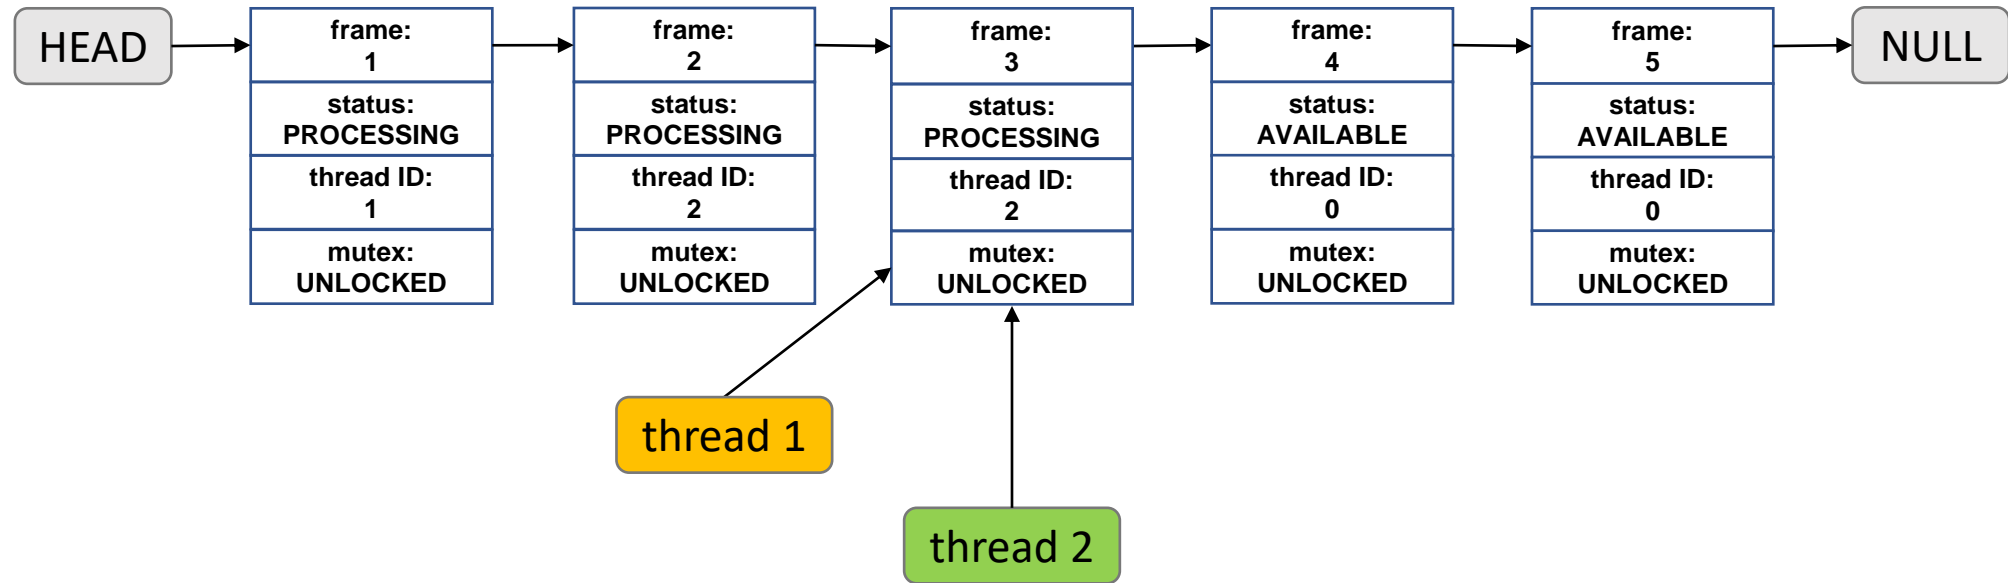 HEAD
frame:
1
status:
PROCESSING
thread ID:
1
mutex:
UNLOCKED
frame:
2
status:
PROCESSING
thread ID:
2
mutex:
UNLOCKED
frame:
3
status:
PROCESSING
thread ID:
2
mutex:
UNLOCKED
frame:
4
status:
AVAILABLE
thread ID:
0
mutex:
UNLOCKED
frame:
5
status:
AVAILABLE
thread ID:
0
mutex:
UNLOCKED
NULL
thread 1
thread 2